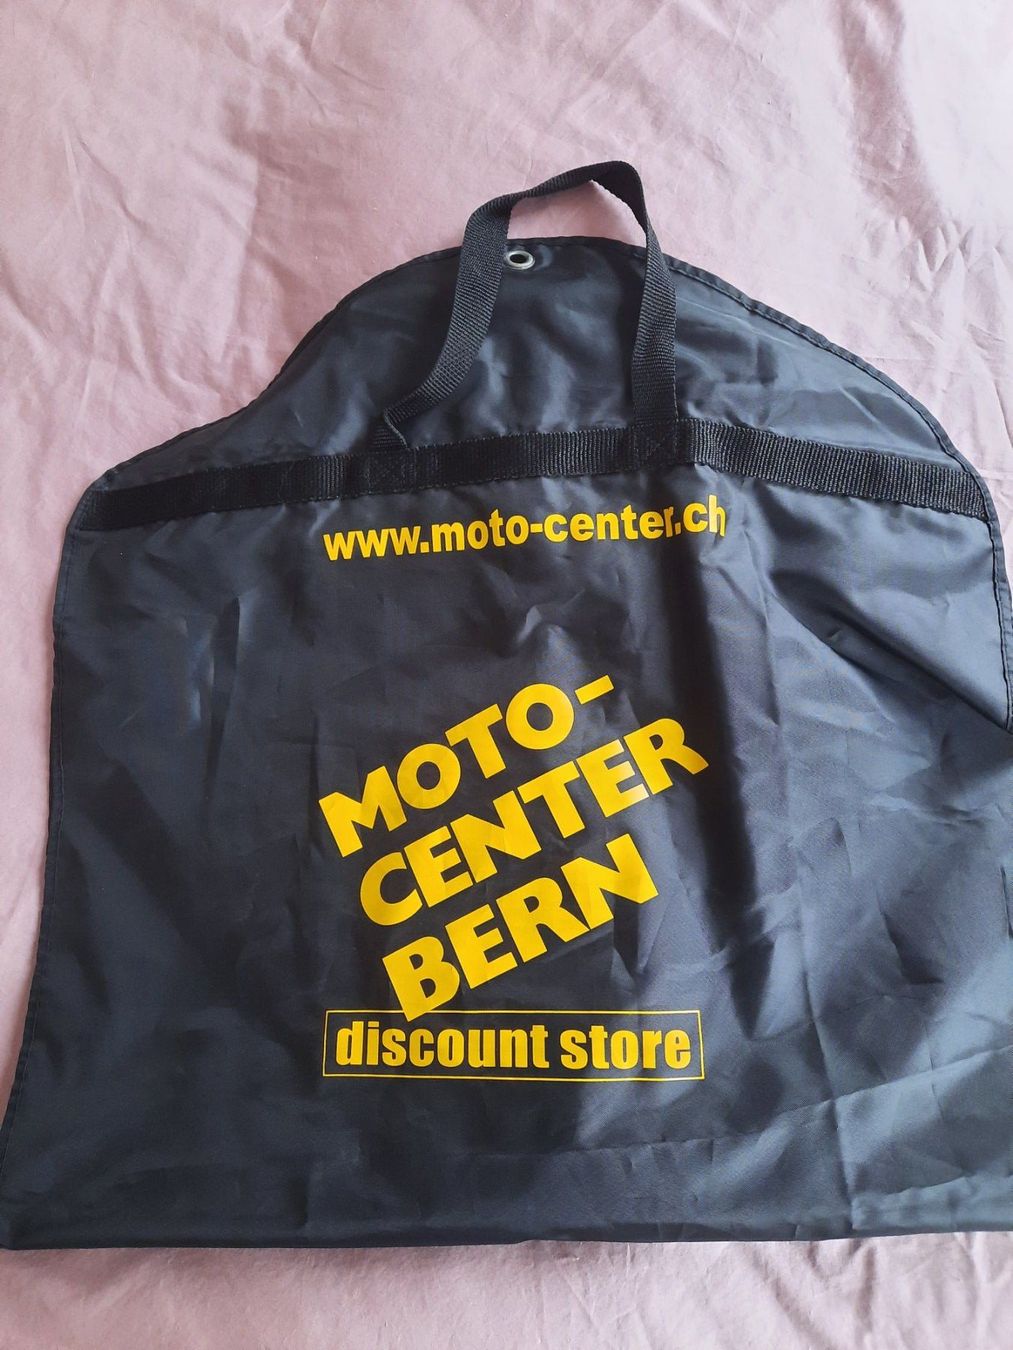 www.moto-center.ch
MOTO-
CENTER
BERN
discount store